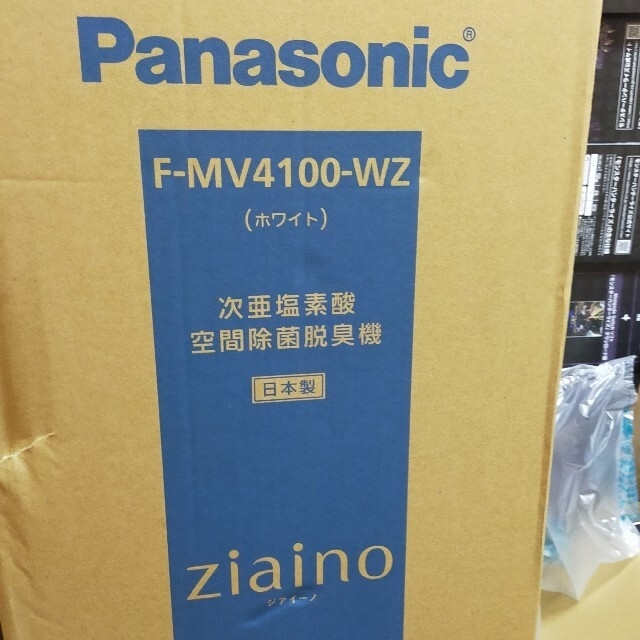 Panasonic®
F-MV4100-WZ
(ホワイト)
次亜塩素酸
空間除菌脱臭機
日本製
ziaino
ジアイーノ